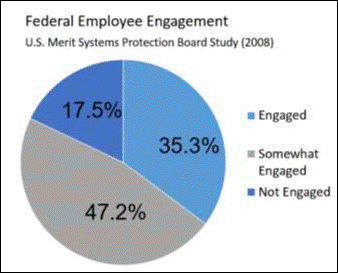 Federal Employee Engagement
U.S. Merit Systems Protection Board Study (2008)
17.5%
35.3%
47.2%
Engaged
Somewhat
Engaged
Not Engaged